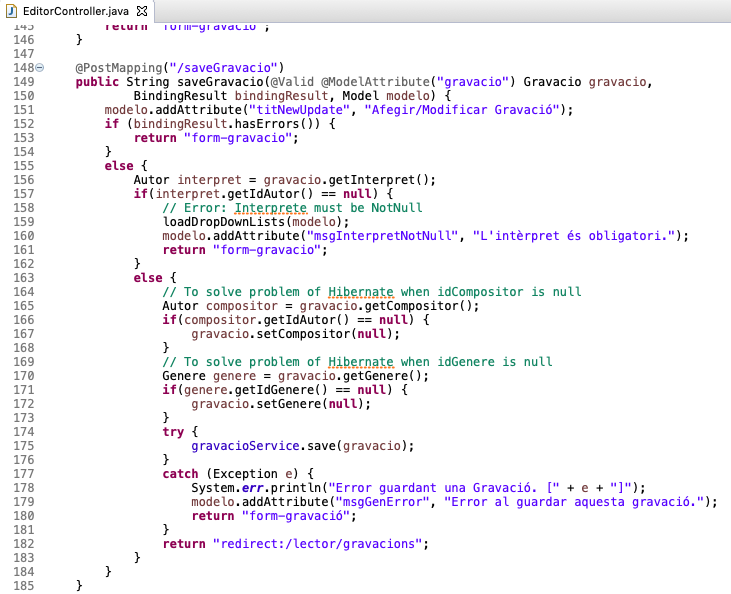 EditorController.java
145 return "form-gravacio";
146 }
147
148 @PostMapping("/saveGravacio")
149 public String saveGravacio(@Valid @ModelAttribute("gravacio") Gravacio gravacio,
150 BindingResult bindingResult, Model modelo) {
151 modelo.addAttribute("titNewUpdate", "Afegir/Modificar Gravació");
152 if (bindingResult.hasErrors()) {
153 return "form-gravacio";
154 }
155 else {
156 Autor interpret = gravacio.getInterpret();
157 if(interpret.getIdAutor() == null) {
158 // Error: Interprete must be NotNull
159 loadDropDownLists(modelo);
160 modelo.addAttribute("msgInterpretNotNull", "L'intèrpret és obligatori.");
161 return "form-gravacio";
162 }
163 else {
164 // To solve problem of Hibernate when idCompositor is null
165 Autor compositor = gravacio.getCompositor();
166 if(compositor.getIdAutor() == null) {
167 gravacio.setCompositor(null);
168 }
169 // To solve problem of Hibernate when idGenere is null
170 Genere genere = gravacio.getGenere();
171 if(genere.getIdGenere() == null) {
172 gravacio.setGenere(null);
173 }
174 try {
175 gravacioService.save(gravacio);
176 }
177 catch (Exception e) {
178 System.err.println("Error guardant una Gravació. [" + e + "]");
179 modelo.addAttribute("msgGenError", "Error al guardar aquesta gravació.");
180 return "form-gravació";
181 }
182 return "redirect:/lector/gravacions";
183 }
184 }
185 }